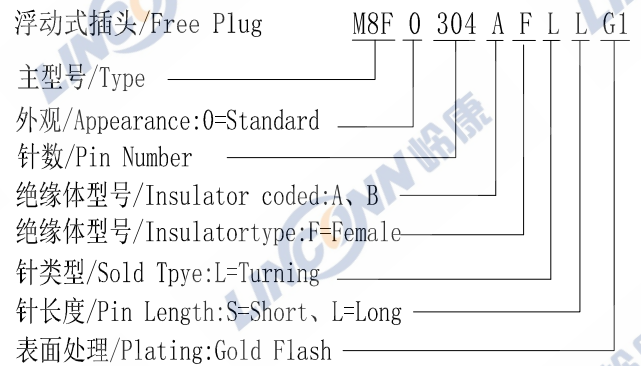 浮动式插头/Free Plug M8F 0 304 A F L L G1
主型号/Type
外观/Appearance:0=Standard
针数/Pin Number
绝缘体型号/Insulator coded:A、B
绝缘体型号/Insulatortype:F=Female
针类型/Sold Tpye:L=Turning
针长度/Pin Length:S=Short、L=Long
表面处理/Plating:Gold Flash
LINCONN 岭康